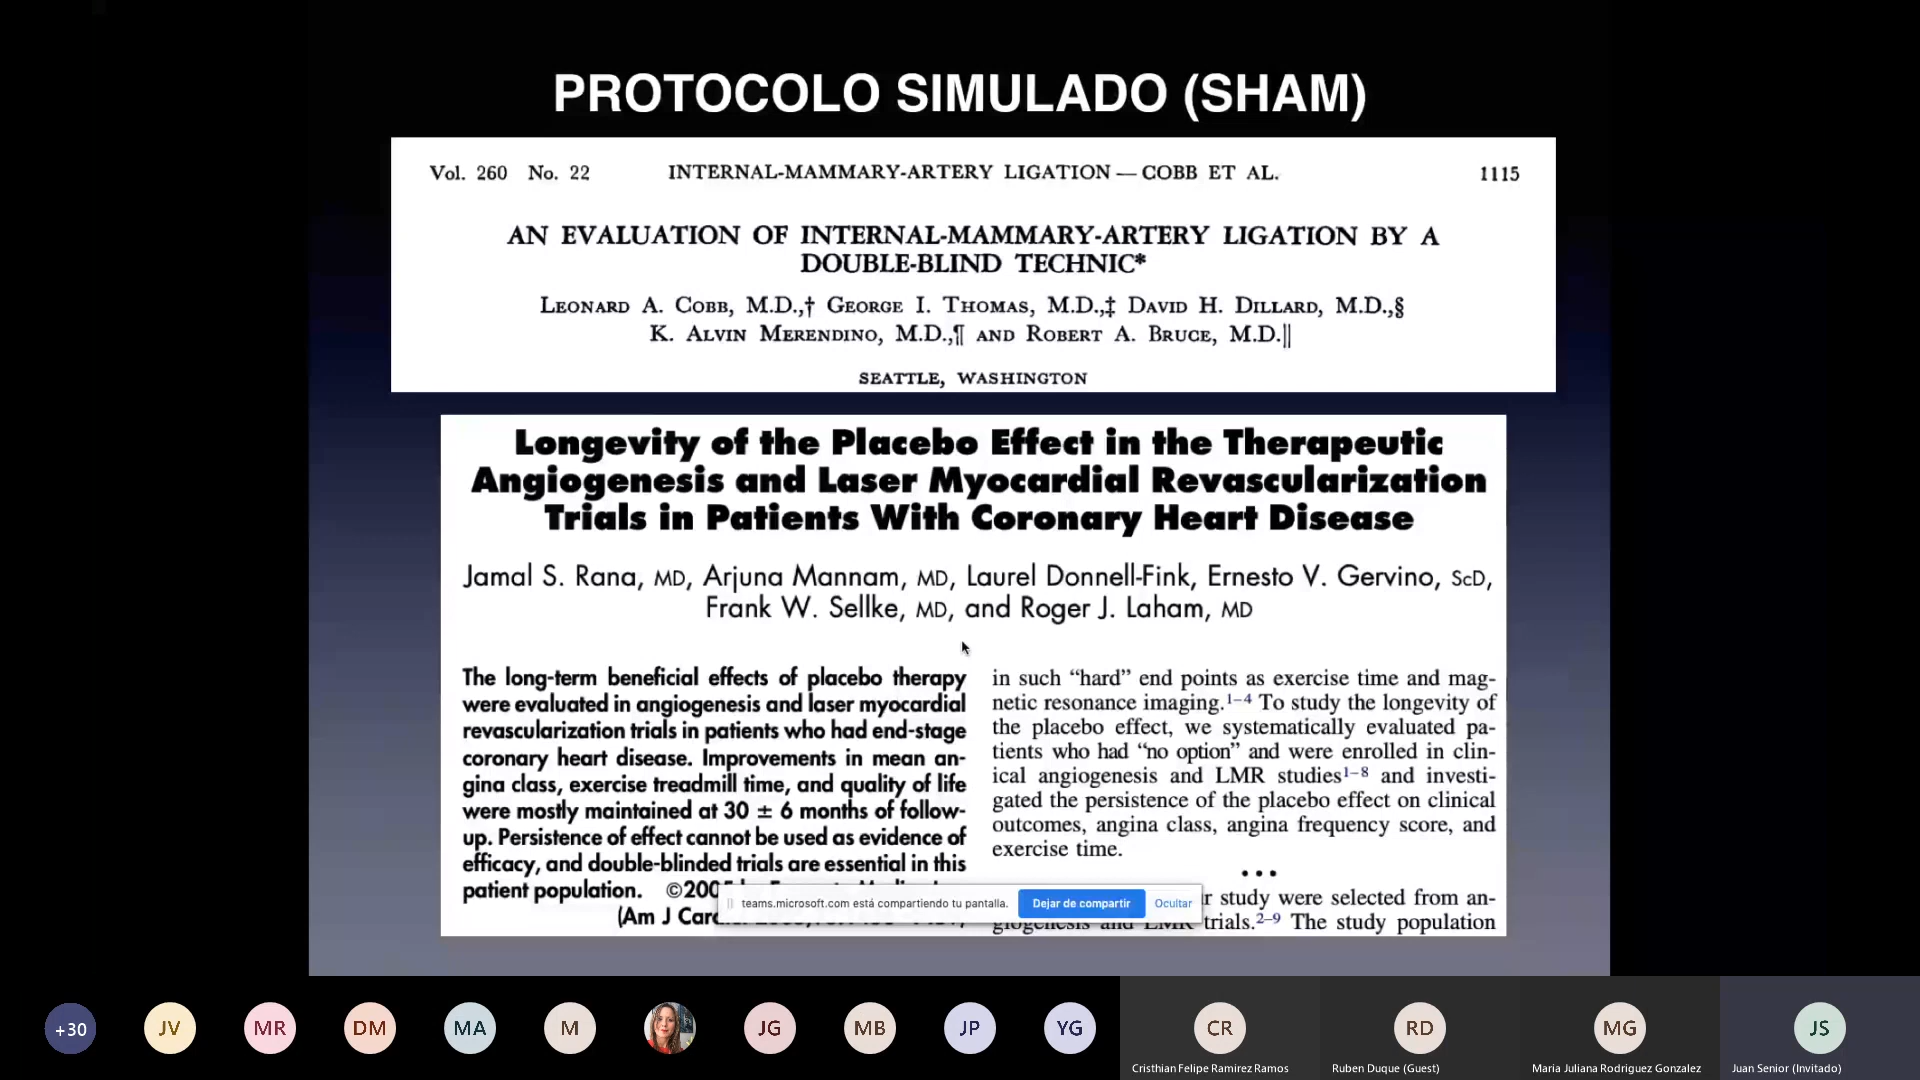 PROTOCOLO SIMULADO (SHAM)
Vol. 260 No. 22 INTERNAL-MAMMARY-ARTERY LIGATION — COBB ET AL. 1115
AN EVALUATION OF INTERNAL-MAMMARY-ARTERY LIGATION BY A
DOUBLE-BLIND TECHNIC*
LEONARD A. COBB, M.D.,† GEORGE I. THOMAS, M.D.,‡ DAVID H. DILLARD, M.D.,§
K. ALVIN MERENDINO, M.D.,¶ AND ROBERT A. BRUCE, M.D.‖
SEATTLE, WASHINGTON
Longevity of the Placebo Effect in the Therapeutic
Angiogenesis and Laser Myocardial Revascularization
Trials in Patients With Coronary Heart Disease
Jamal S. Rana, MD, Arjuna Mannam, MD, Laurel Donnell-Fink, Ernesto V. Gervino, ScD,
Frank W. Sellke, MD, and Roger J. Laham, MD
The long-term beneficial effects of placebo therapy
were evaluated in angiogenesis and laser myocardial
revascularization trials in patients who had end-stage
coronary heart disease. Improvements in mean an-
gina class, exercise treadmill time, and quality of life
were mostly maintained at 30 ± 6 months of follow-
up. Persistence of effect cannot be used as evidence of
efficacy, and double-blinded trials are essential in this
patient population. ©200
(Am J Card
in such “hard” end points as exercise time and mag-
netic resonance imaging.1–4 To study the longevity of
the placebo effect, we systematically evaluated pa-
tients who had “no option” and were enrolled in clin-
ical angiogenesis and LMR studies1–8 and investi-
gated the persistence of the placebo effect on clinical
outcomes, angina class, angina frequency score, and
exercise time.
• • •
r study were selected from an-
giogenesis and LMR trials.2–9 The study population
teams.microsoft.com está compartiendo tu pantalla. Dejar de compartir Ocultar
+30 JV MR DM MA M JG MB JP YG CR RD MG JS
Cristhian Felipe Ramirez Ramos Ruben Duque (Guest) Maria Juliana Rodriguez Gonzalez Juan Senior (Invitado)